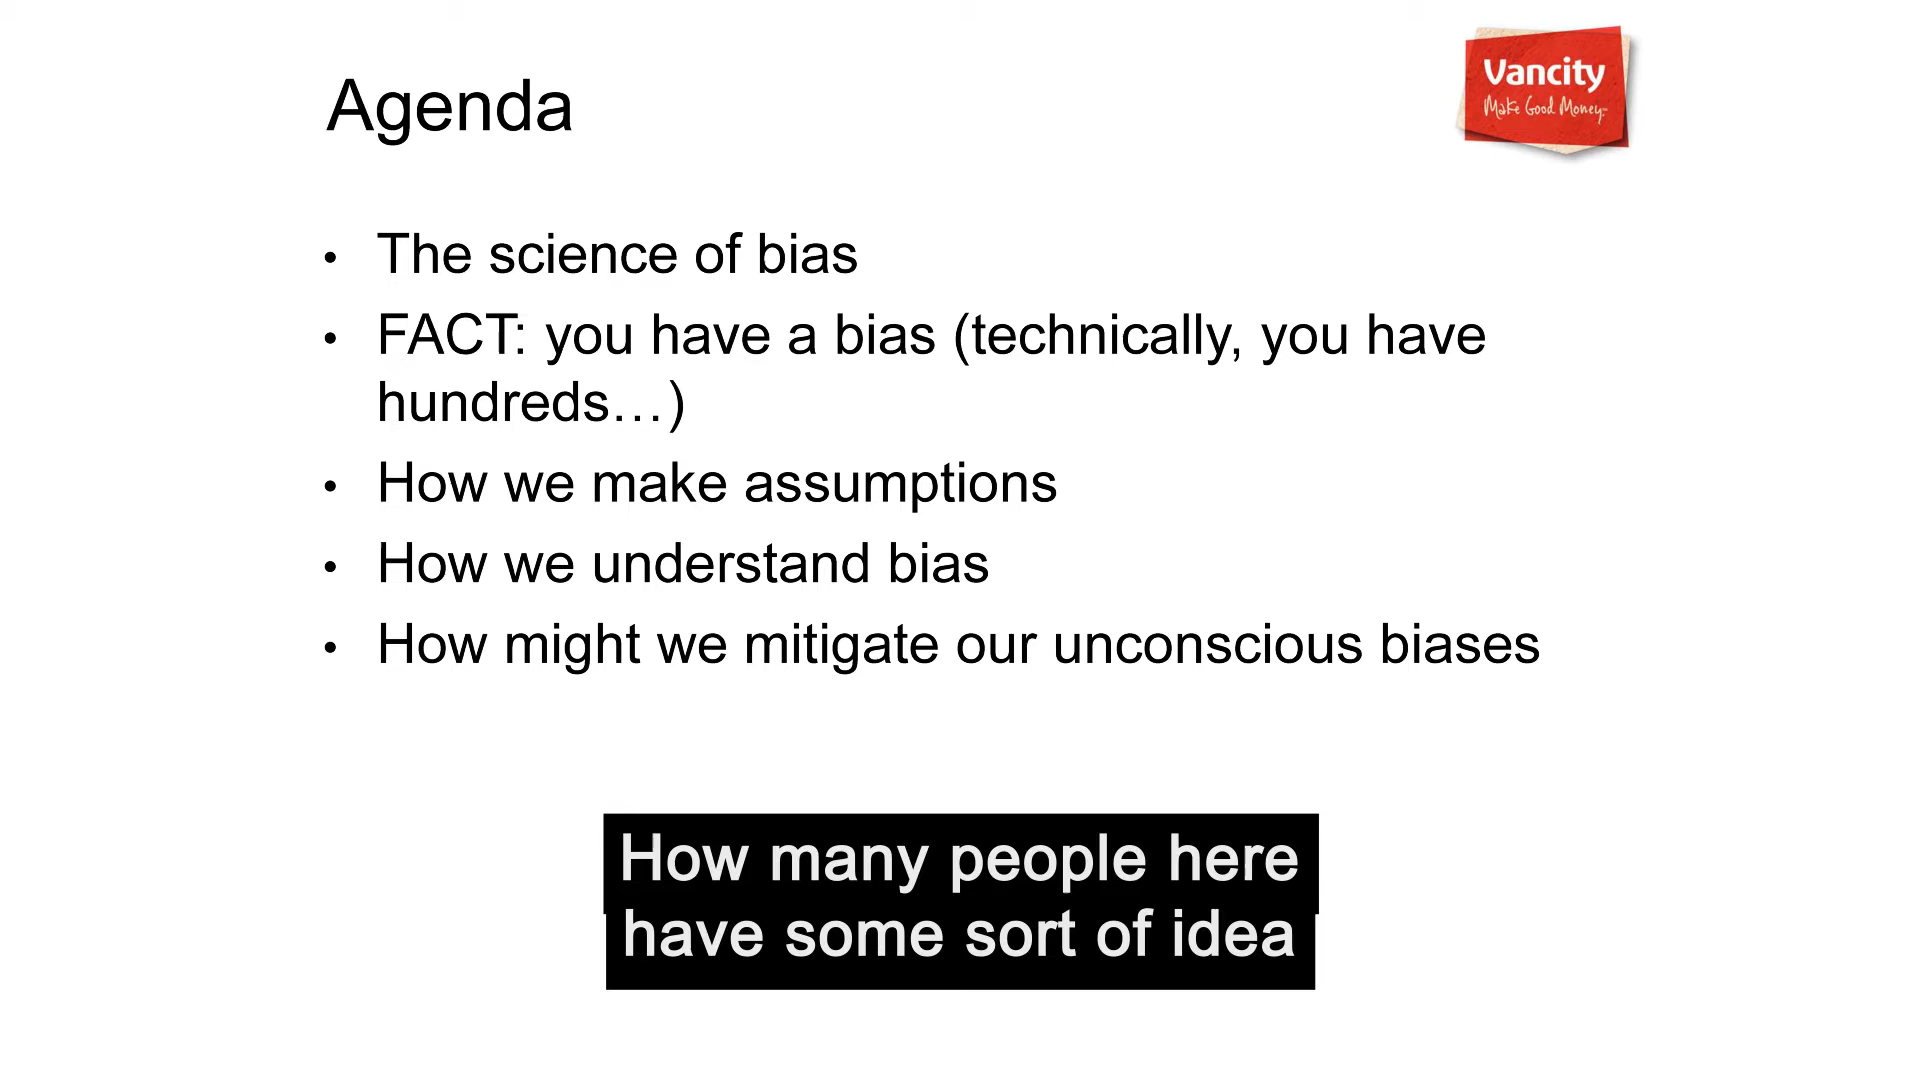 Agenda
Vancity
Make Good Money™
• The science of bias
• FACT: you have a bias (technically, you have
hundreds…)
• How we make assumptions
• How we understand bias
• How might we mitigate our unconscious biases
How many people here
have some sort of idea